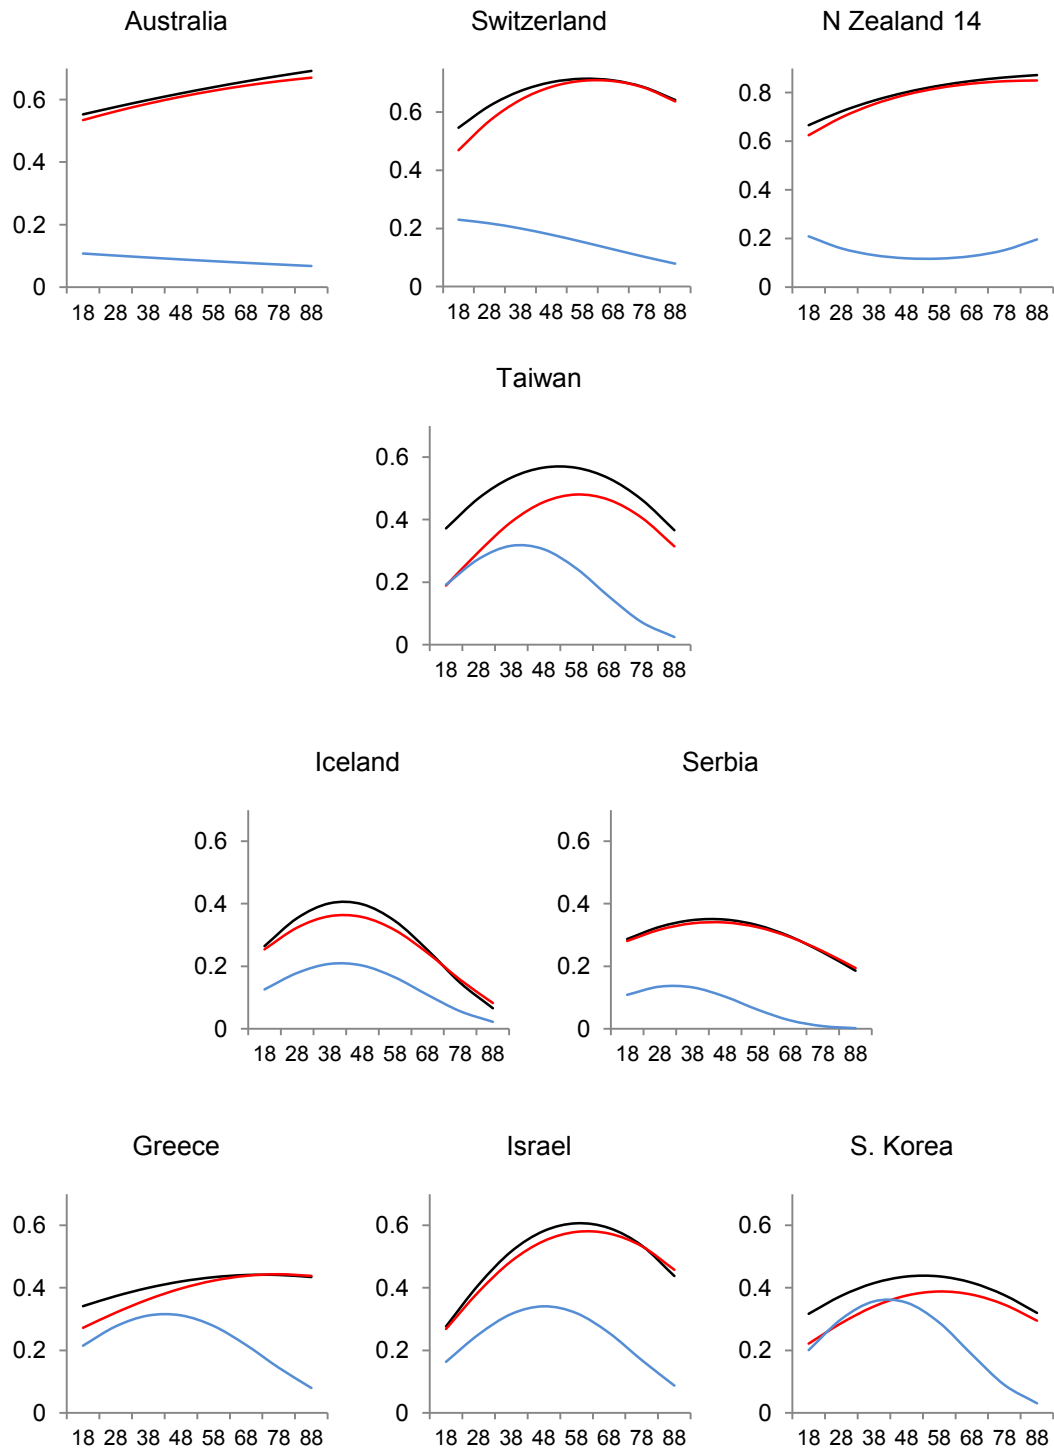 Australia Switzerland N Zealand 14
0.6 0.6 0.8
0.4 0.4 0.6
0.2 0.2 0.4
0 0 0.2
0
18 28 38 48 58 68 78 88 18 28 38 48 58 68 78 88 18 28 38 48 58 68 78 88
Taiwan
0.6
0.4
0.2
0
18 28 38 48 58 68 78 88
Iceland Serbia
0.6 0.6
0.4 0.4
0.2 0.2
0 0
18 28 38 48 58 68 78 88 18 28 38 48 58 68 78 88
Greece Israel S. Korea
0.6 0.6 0.6
0.4 0.4 0.4
0.2 0.2 0.2
0 0 0
18 28 38 48 58 68 78 88 18 28 38 48 58 68 78 88 18 28 38 48 58 68 78 88